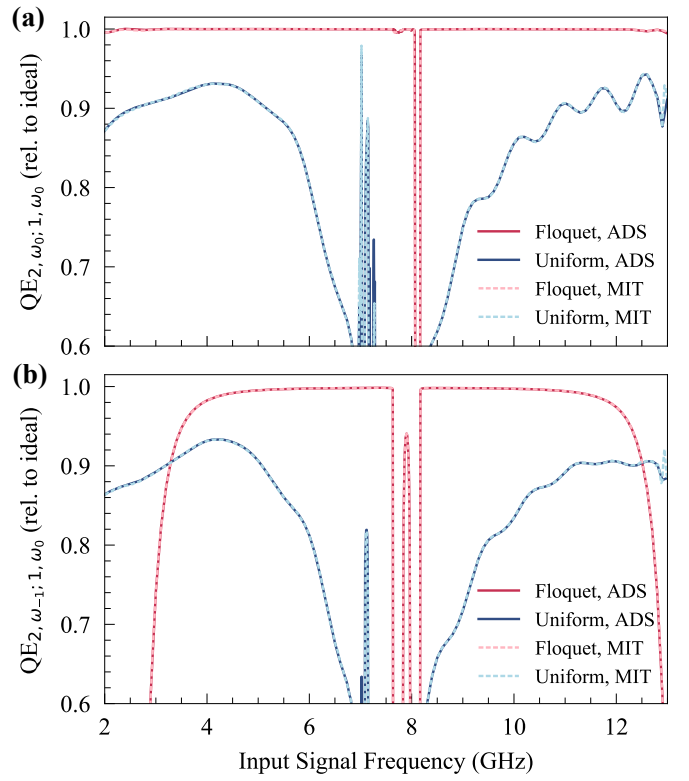 (a)
1.0
0.9
0.8
0.7
0.6
QE2, ω0; 1, ω0 (rel. to ideal)
Floquet, ADS
Uniform, ADS
Floquet, MIT
Uniform, MIT
(b)
1.0
0.9
0.8
0.7
0.6
QE2, ω−1; 1, ω0 (rel. to ideal)
Floquet, ADS
Uniform, ADS
Floquet, MIT
Uniform, MIT
2 4 6 8 10 12
Input Signal Frequency (GHz)